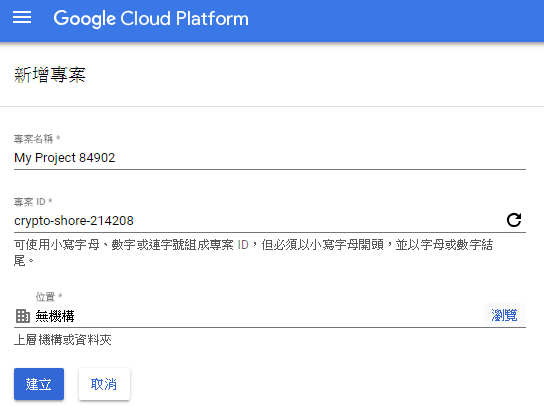 Google Cloud Platform
新增專案
專案名稱 *
My Project 84902
專案 ID *
crypto-shore-214208
可使用小寫字母、數字或連字號組成專案 ID，但必須以小寫字母開頭，並以字母或數字結
尾。
位置 *
無機構
瀏覽
上層機構或資料夾
建立
取消